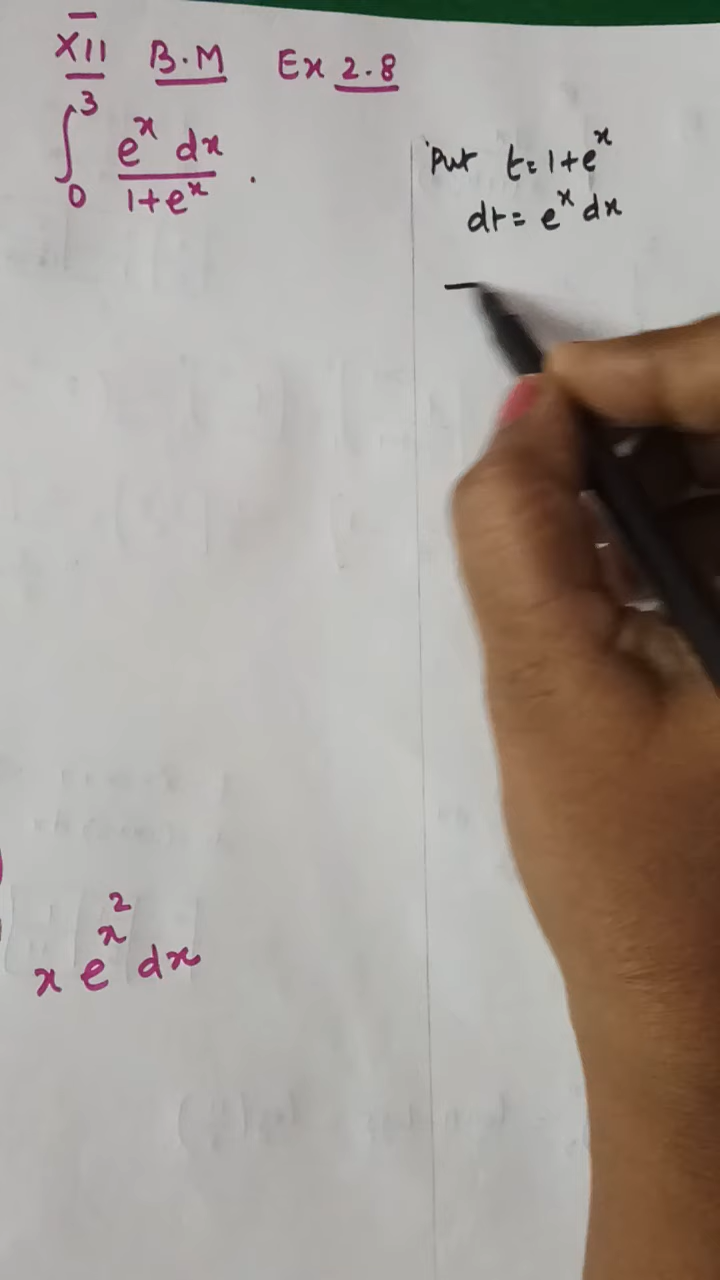 XII B.M Ex 2.8
∫₀³ eˣ dx / 1+eˣ .
Put t = 1+eˣ
dt = eˣ dx
x e^x² dx